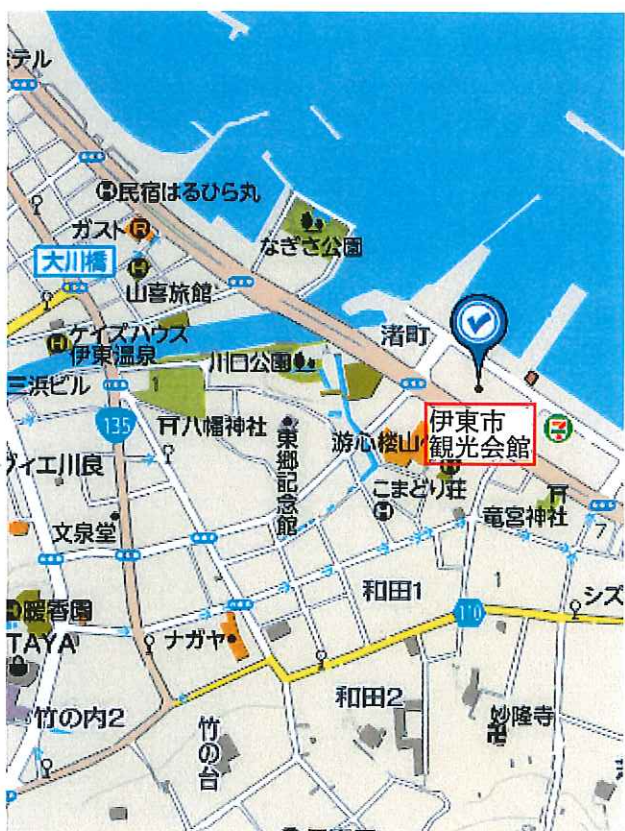 テル
民宿はるひら丸
ガスト
R
なぎさ公園
大川橋
山喜旅館
渚町
ケイズハウス
伊東温泉
川口公園
三浜ビル
1
135
八幡神社
東郷記念館
游心楼山
伊東市
観光会館
ヴィエ川良
こまどり荘
竜宮神社
文泉堂
7
和田1
1
110
暖香園
シズ
TAYA
ナガヤ
竹の内2
和田2
竹の台
妙隆寺
P